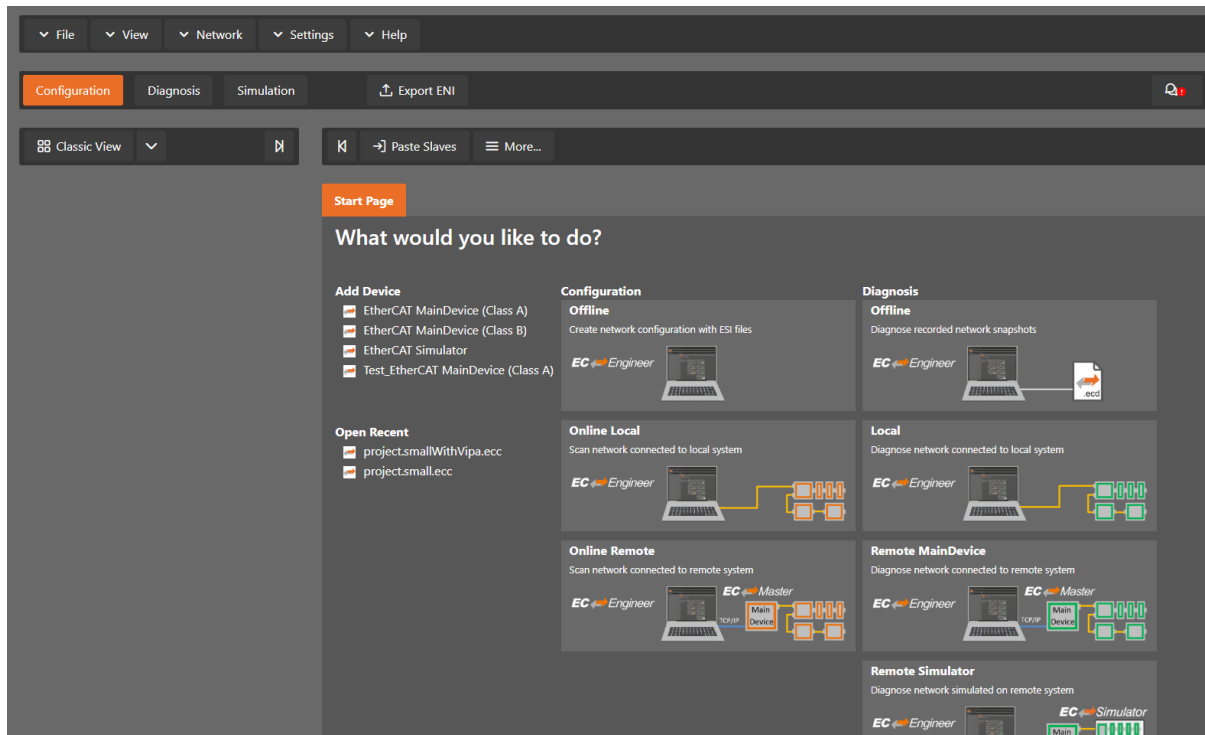 File View Network Settings Help
Configuration Diagnosis Simulation Export ENI
!
Classic View
Paste Slaves More...
Start Page
What would you like to do?
Add Device
EtherCAT MainDevice (Class A)
EtherCAT MainDevice (Class B)
EtherCAT Simulator
Test_EtherCAT MainDevice (Class A)
Open Recent
project.smallWithVipa.ecc
project.small.ecc
Configuration
Offline
Create network configuration with ESI files
EC Engineer
Online Local
Scan network connected to local system
EC Engineer
Online Remote
Scan network connected to remote system
EC Master
EC Engineer
Main
Device
TCP/IP
Diagnosis
Offline
Diagnose recorded network snapshots
EC Engineer
.ecd
Local
Diagnose network connected to local system
EC Engineer
Remote MainDevice
Diagnose network connected to remote system
EC Master
EC Engineer
Main
Device
TCP/IP
Remote Simulator
Diagnose network simulated on remote system
EC Simulator
EC Engineer
Main